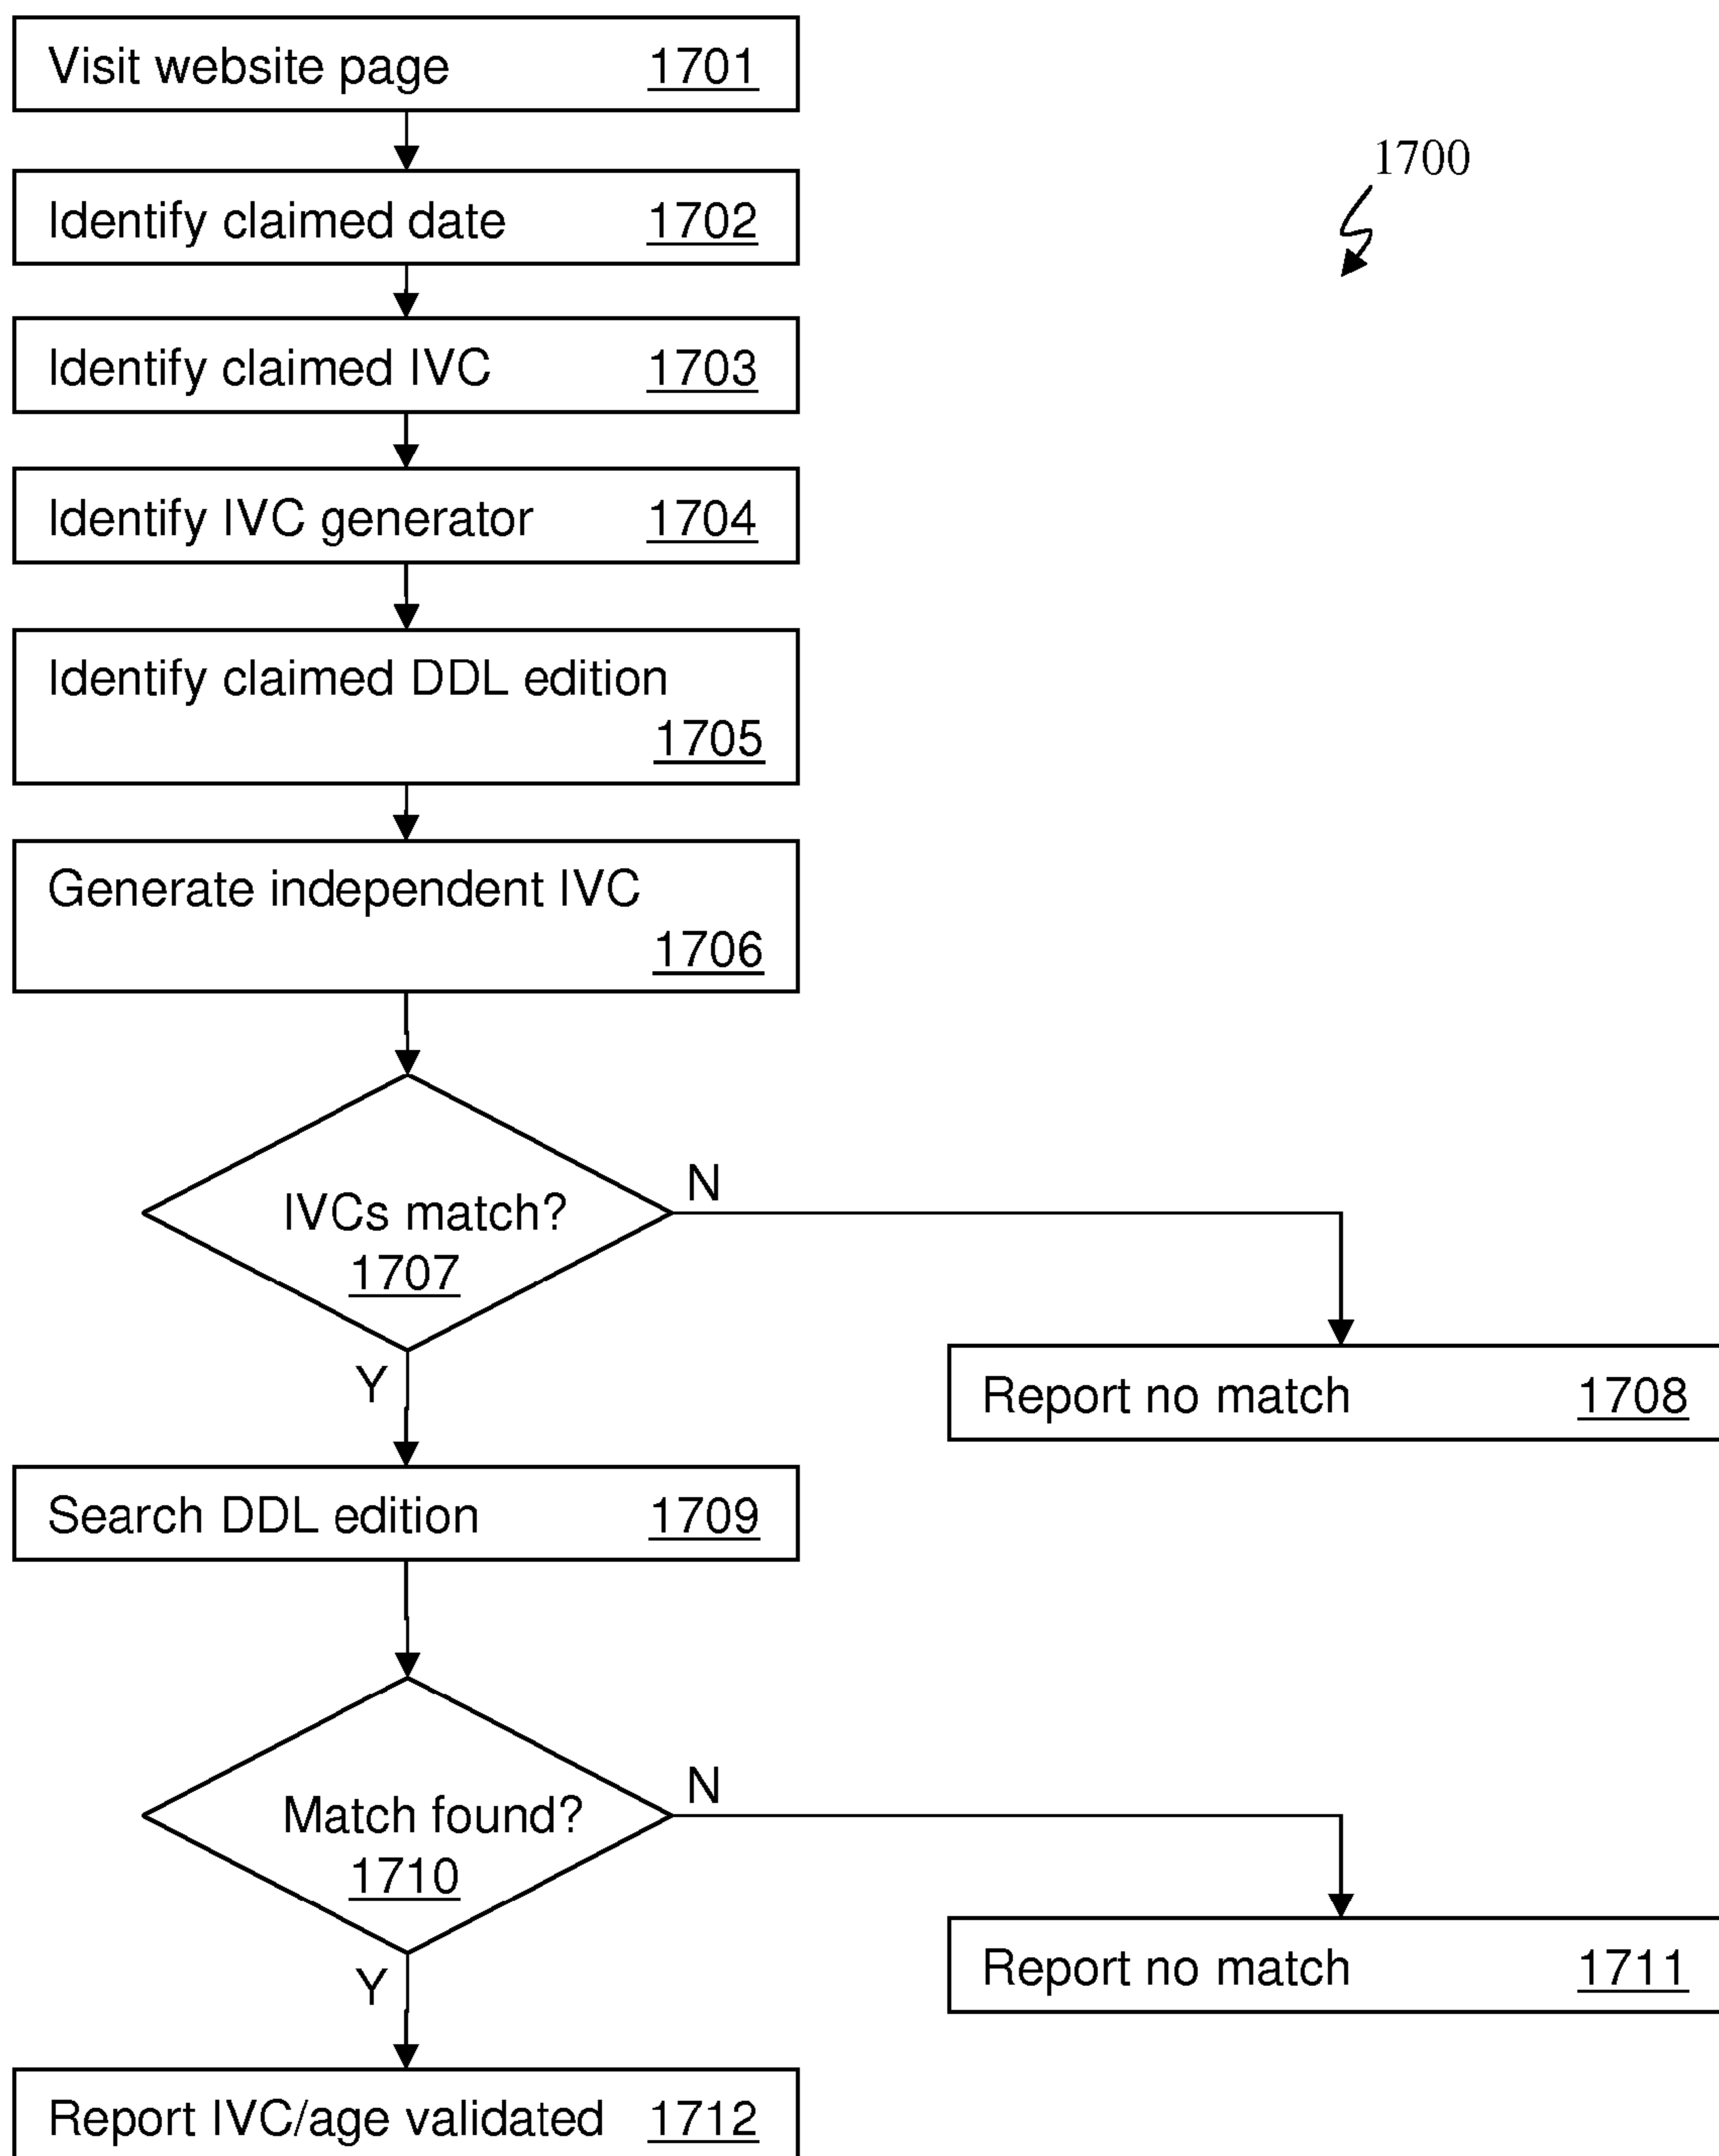 Visit website page 1701
1700
Identify claimed date 1702
Identify claimed IVC 1703
Identify IVC generator 1704
Identify claimed DDL edition
1705
Generate independent IVC
1706
IVCs match?
1707
N
Y
Report no match 1708
Search DDL edition 1709
Match found?
1710
N
Y
Report no match 1711
Report IVC/age validated 1712